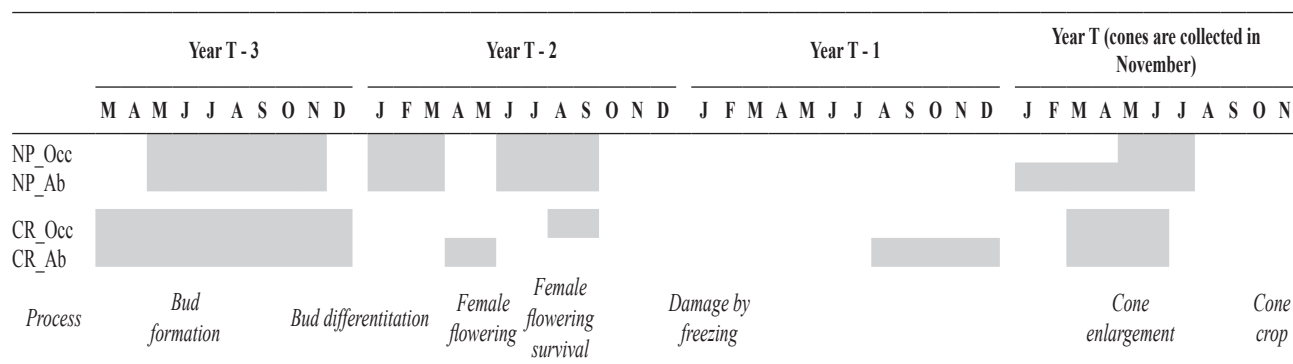 Year T - 3 Year T - 2 Year T - 1 Year T (cones are collected in
November)
M A M J J A S O N D J F M A M J J A S O N D J F M A M J J A S O N D J F M A M J J A S O N
NP_Occ
NP_Ab
CR_Occ
CR_Ab
Process Bud formation Bud differentitation Female flowering Female flowering survival Damage by freezing Cone enlargement Cone crop